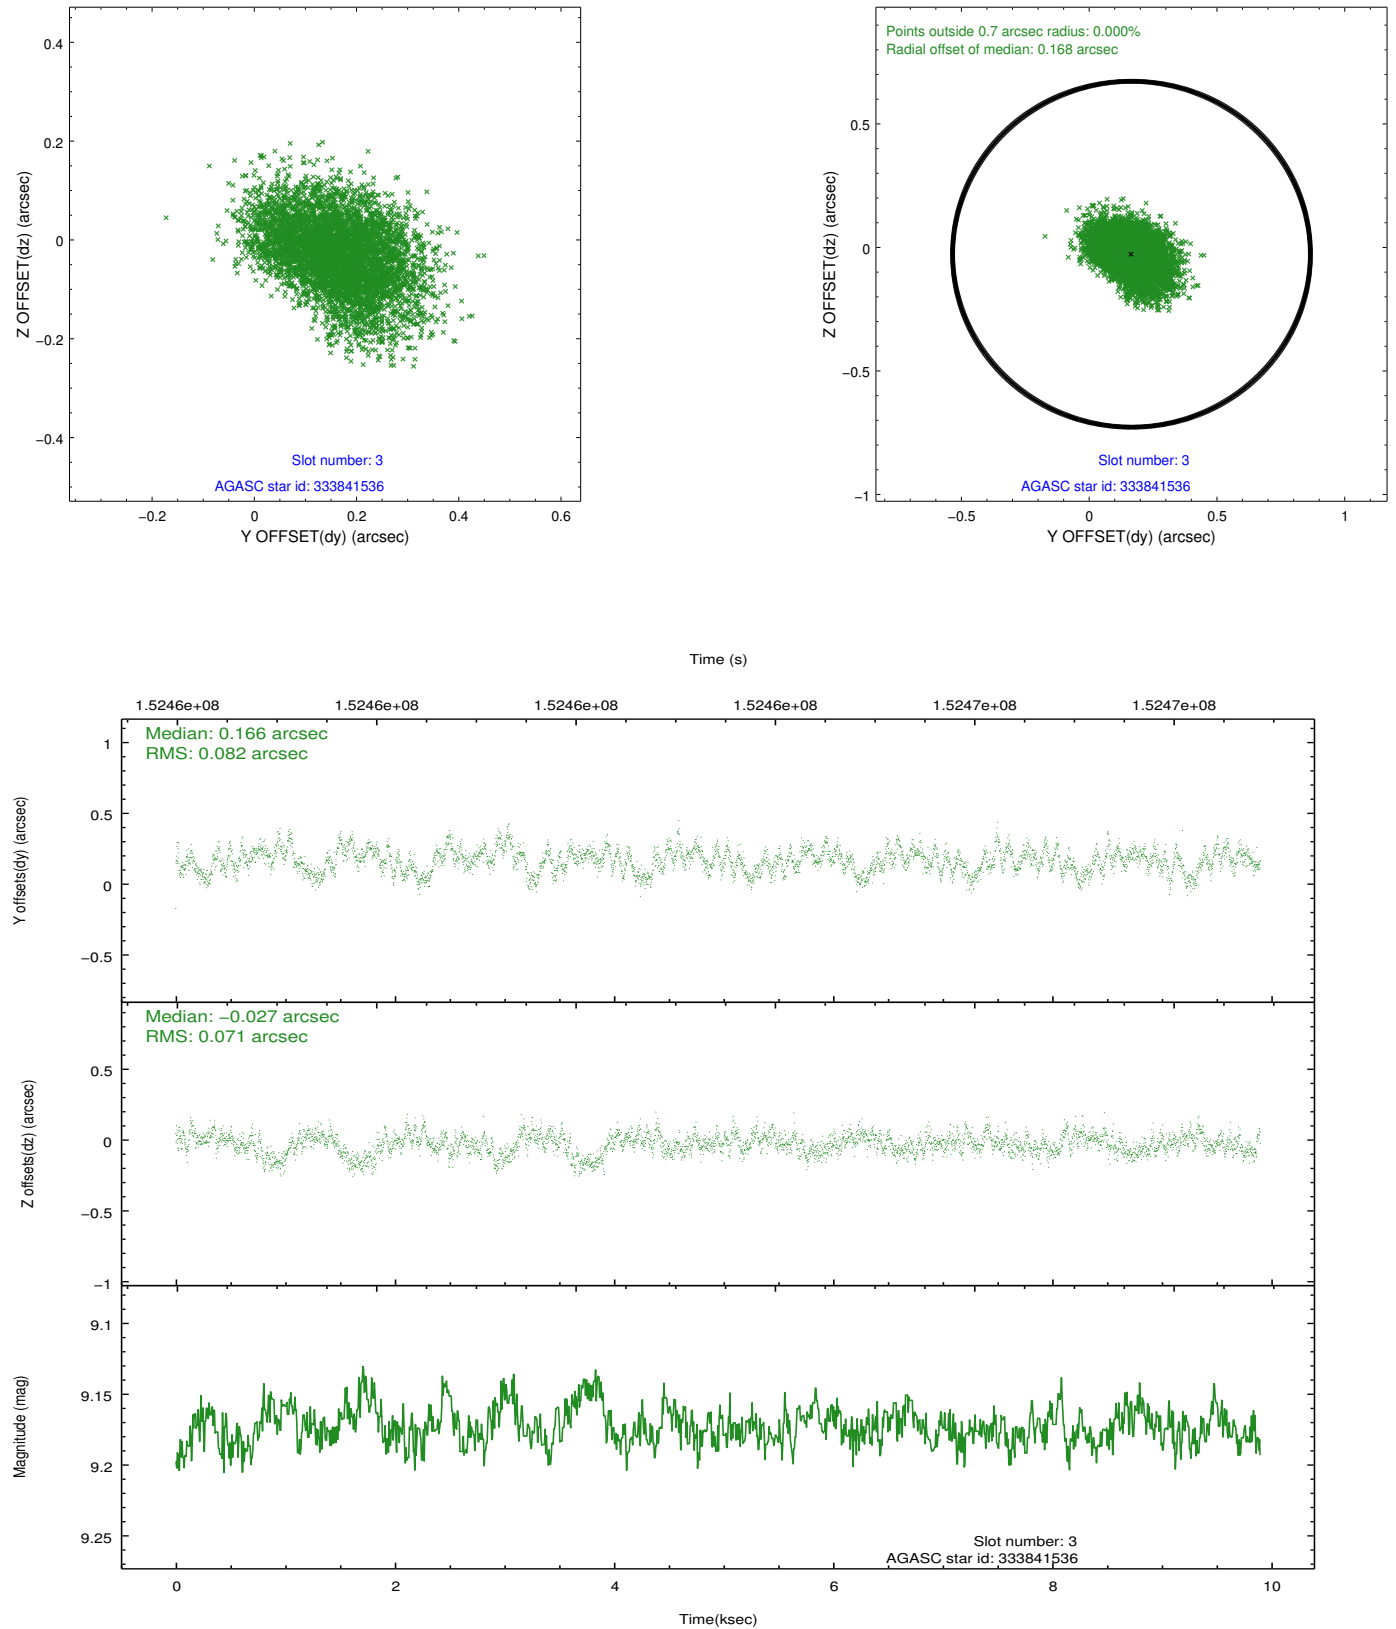 0.4
0.2
0
−0.2
−0.4
Z OFFSET(dz) (arcsec)
Slot number: 3
AGASC star id: 333841536
−0.2
0
0.2
0.4
0.6
Y OFFSET(dy) (arcsec)
Points outside 0.7 arcsec radius: 0.000%
Radial offset of median: 0.168 arcsec
0.5
0
−0.5
−1
Z OFFSET(dz) (arcsec)
Slot number: 3
AGASC star id: 333841536
−0.5
0
0.5
1
Y OFFSET(dy) (arcsec)
Time (s)
1.5246e+08
1.5246e+08
1.5246e+08
1.5246e+08
1.5247e+08
1.5247e+08
Median: 0.166 arcsec
RMS: 0.082 arcsec
1
0.5
0
−0.5
Y offsets(dy) (arcsec)
Median: −0.027 arcsec
RMS: 0.071 arcsec
0.5
0
−0.5
−1
Z offsets(dz) (arcsec)
9.1
9.15
9.2
9.25
Magnitude (mag)
Slot number: 3
AGASC star id: 333841536
0
2
4
6
8
10
Time(ksec)